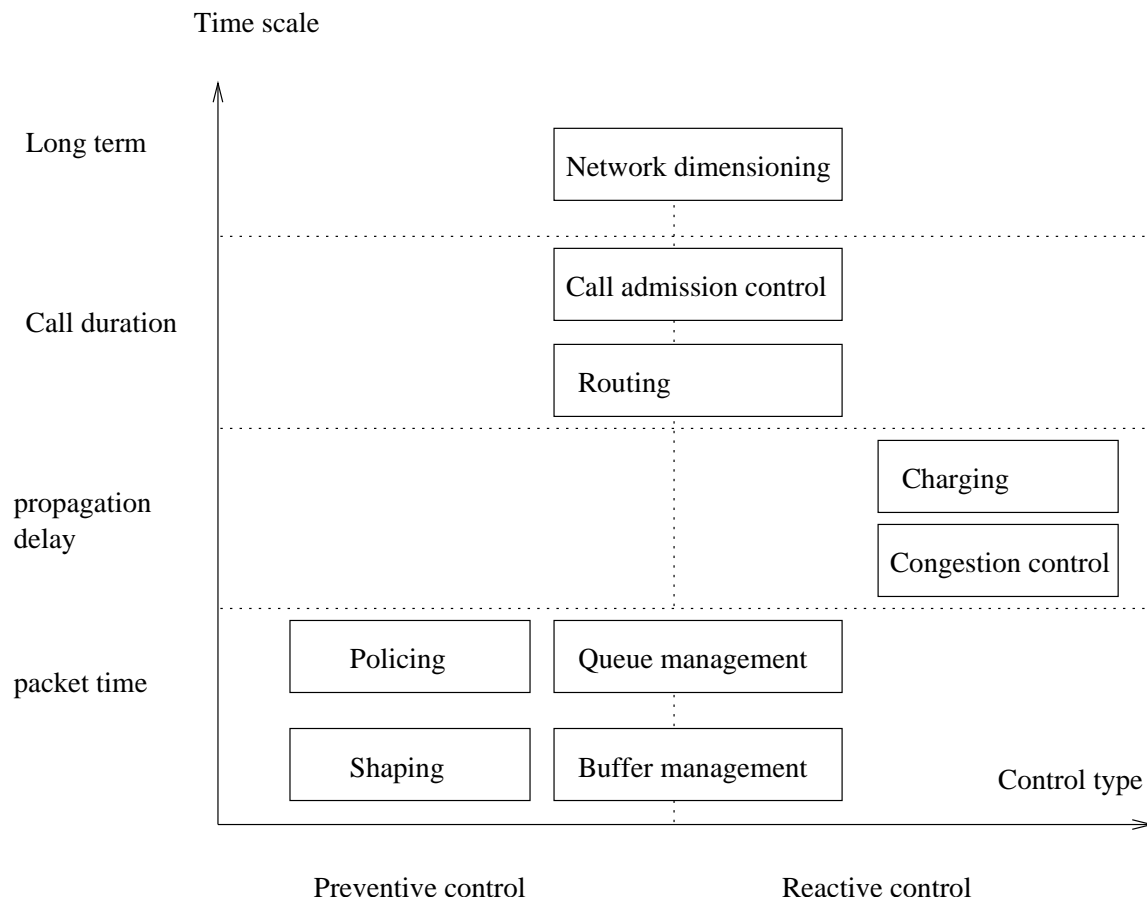 Time scale
Long term
Network dimensioning
Call admission control
Call duration
Routing
Charging
propagation
delay
Congestion control
Policing
Queue management
packet time
Shaping
Buffer management
Control type
Preventive control
Reactive control